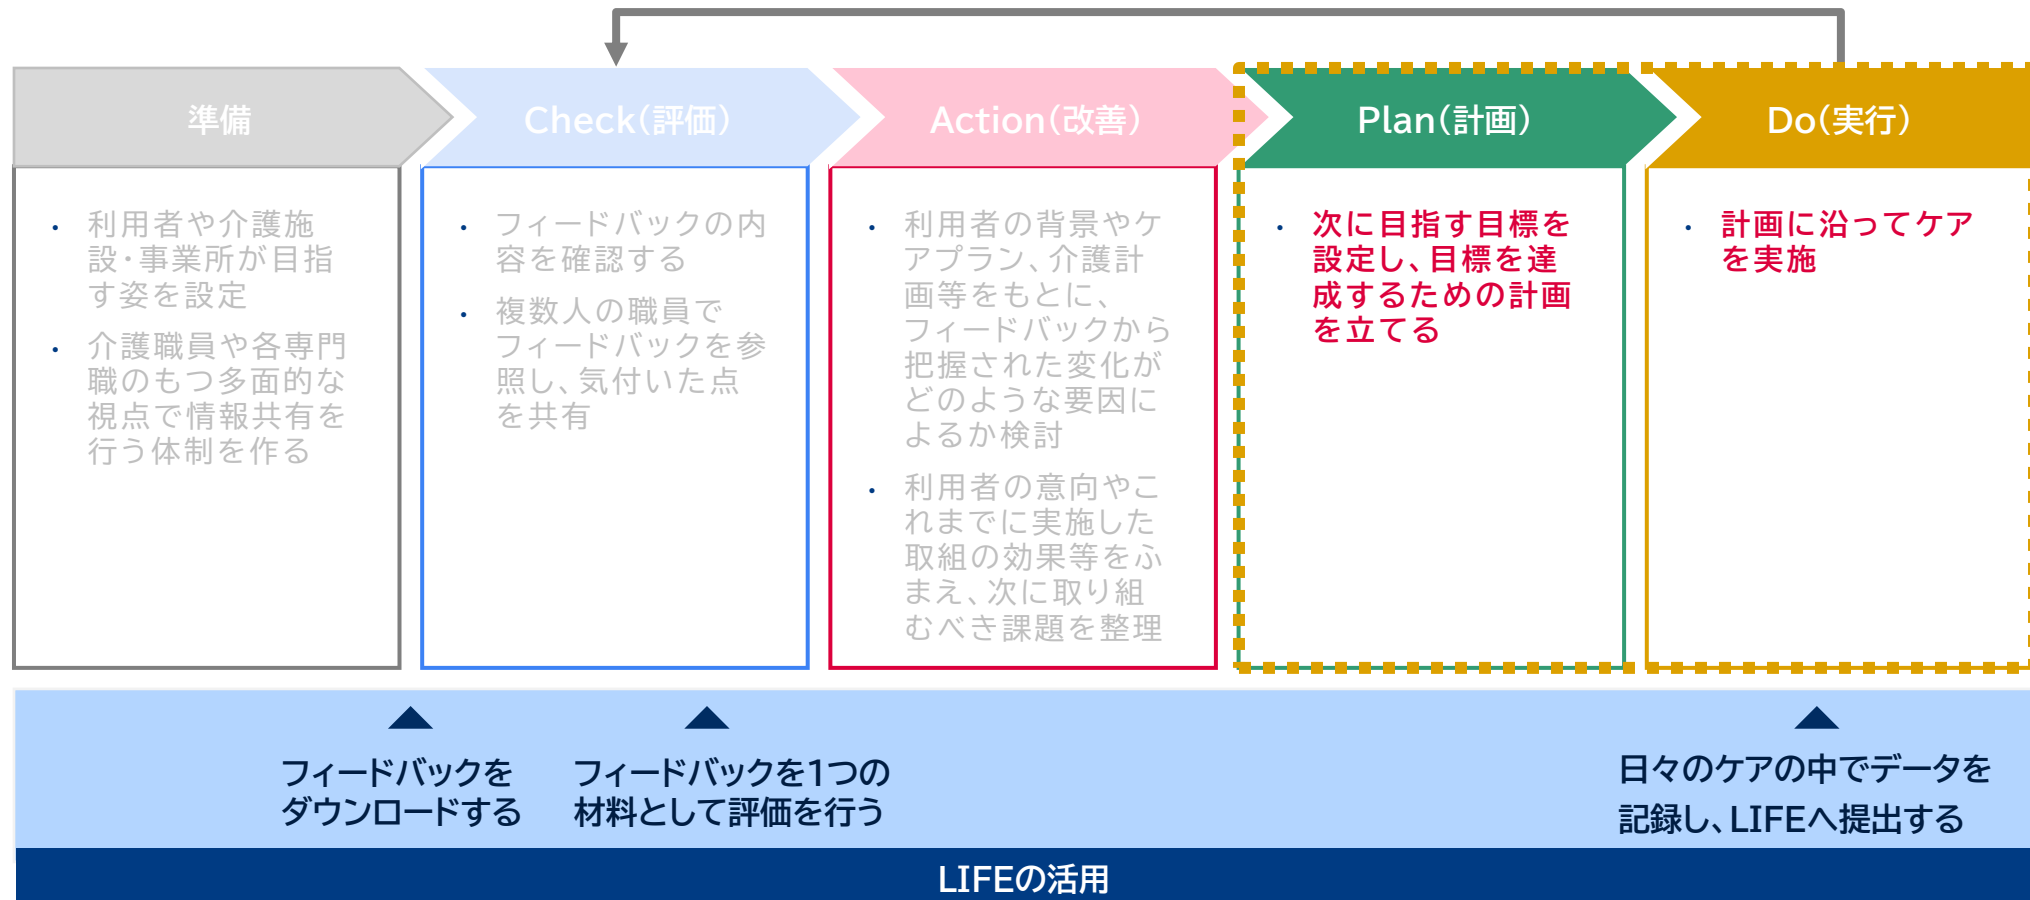 準備
・ 利用者や介護施
設・事業所が目指
す姿を設定
・ 介護職員や各専門
職のもつ多面的な
視点で情報共有を
行う体制を作る
Check(評価)
・ フィードバックの内
容を確認する
・ 複数人の職員で
フィードバックを参
照し、気付いた点
を共有
Action(改善)
・ 利用者の背景やケ
アプラン、介護計
画等をもとに、
フィードバックから
把握された変化が
どのような要因に
よるか検討
・ 利用者の意向やこ
れまでに実施した
取組の効果等をふ
まえ、次に取り組
むべき課題を整理
Plan(計画)
・ 次に目指す目標を
設定し、目標を達
成するための計画
を立てる
Do(実行)
・ 計画に沿ってケア
を実施
フィードバックを
ダウンロードする
フィードバックを1つの
材料として評価を行う
日々のケアの中でデータを
記録し、LIFEへ提出する
LIFEの活用